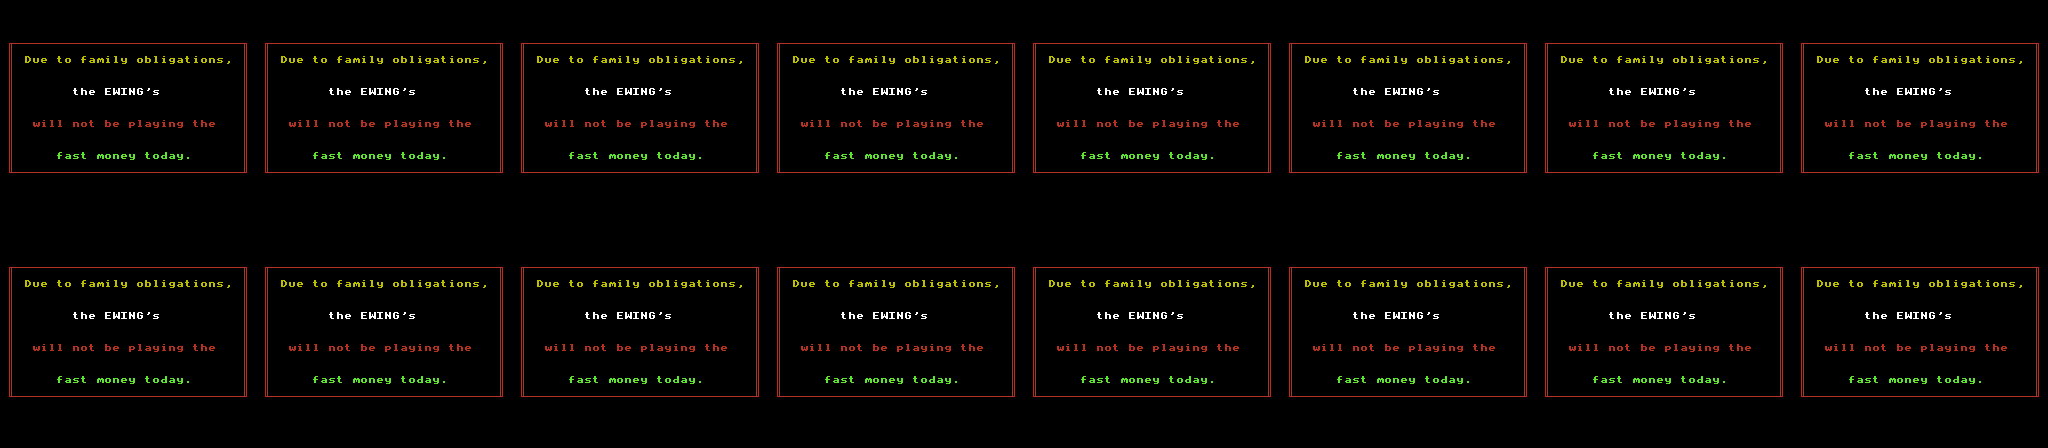 Due to family obligations,
the EWING's
will not be playing the
fast money today.
Due to family obligations,
the EWING's
will not be playing the
fast money today.
Due to family obligations,
the EWING's
will not be playing the
fast money today.
Due to family obligations,
the EWING's
will not be playing the
fast money today.
Due to family obligations,
the EWING's
will not be playing the
fast money today.
Due to family obligations,
the EWING's
will not be playing the
fast money today.
Due to family obligations,
the EWING's
will not be playing the
fast money today.
Due to family obligations,
the EWING's
will not be playing the
fast money today.
Due to family obligations,
the EWING's
will not be playing the
fast money today.
Due to family obligations,
the EWING's
will not be playing the
fast money today.
Due to family obligations,
the EWING's
will not be playing the
fast money today.
Due to family obligations,
the EWING's
will not be playing the
fast money today.
Due to family obligations,
the EWING's
will not be playing the
fast money today.
Due to family obligations,
the EWING's
will not be playing the
fast money today.
Due to family obligations,
the EWING's
will not be playing the
fast money today.
Due to family obligations,
the EWING's
will not be playing the
fast money today.